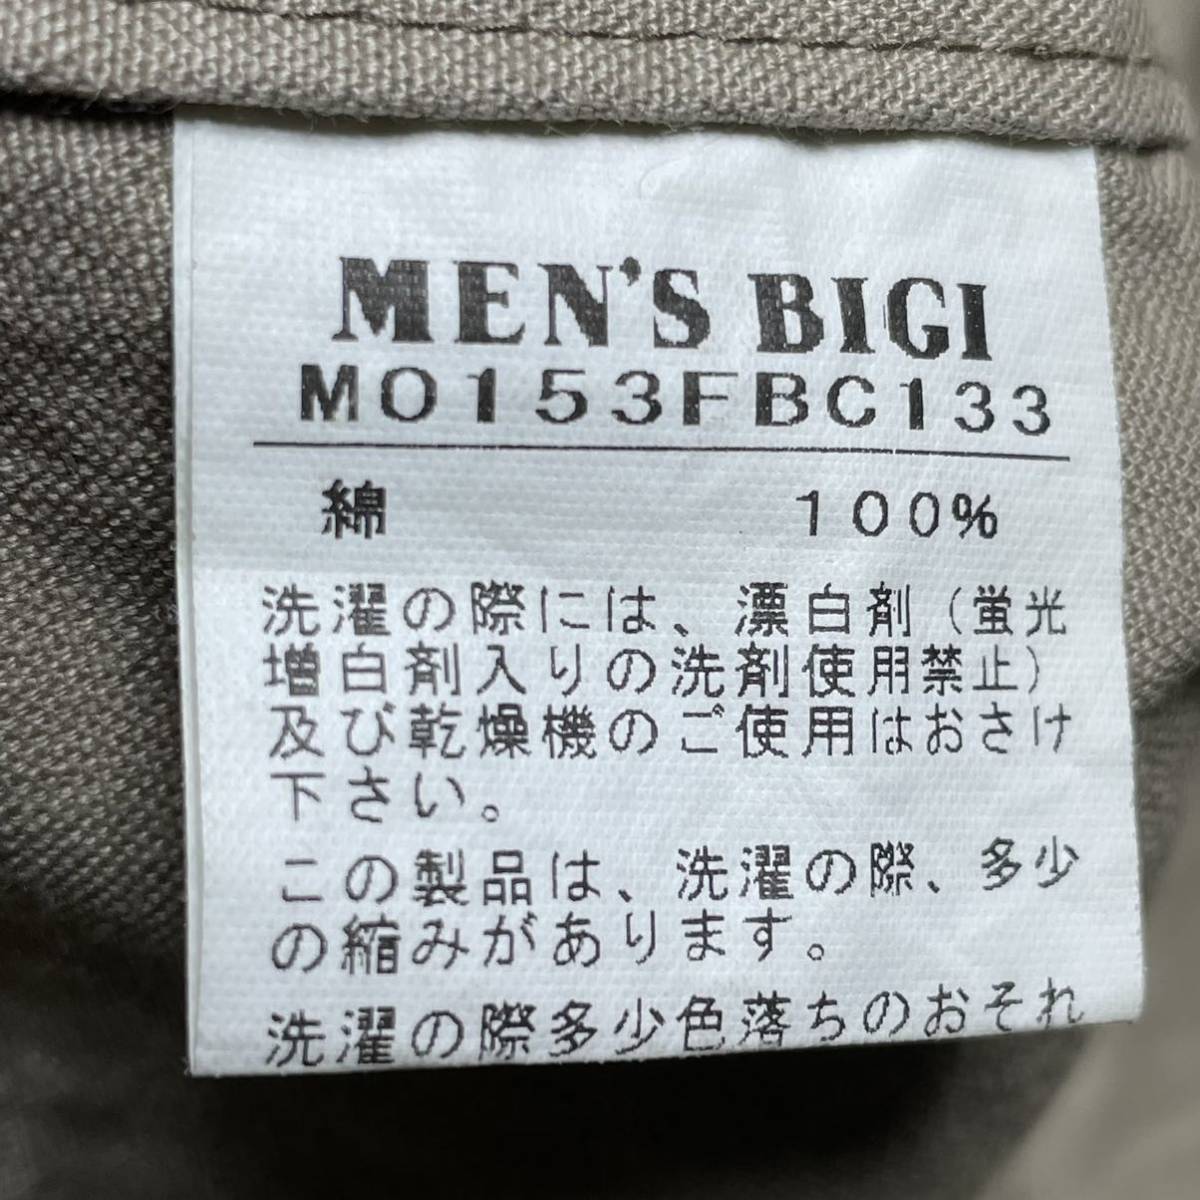 MEN'S BIGI
M0153FBC133
綿 100%
洗濯の際には、漂白剤(蛍光
増白剤入りの洗剤使用禁止)
及び乾燥機のご使用はおさけ
下さい。
この製品は、洗濯の際、多少
の縮みがあります。
洗濯の際多少色落ちのおそれ